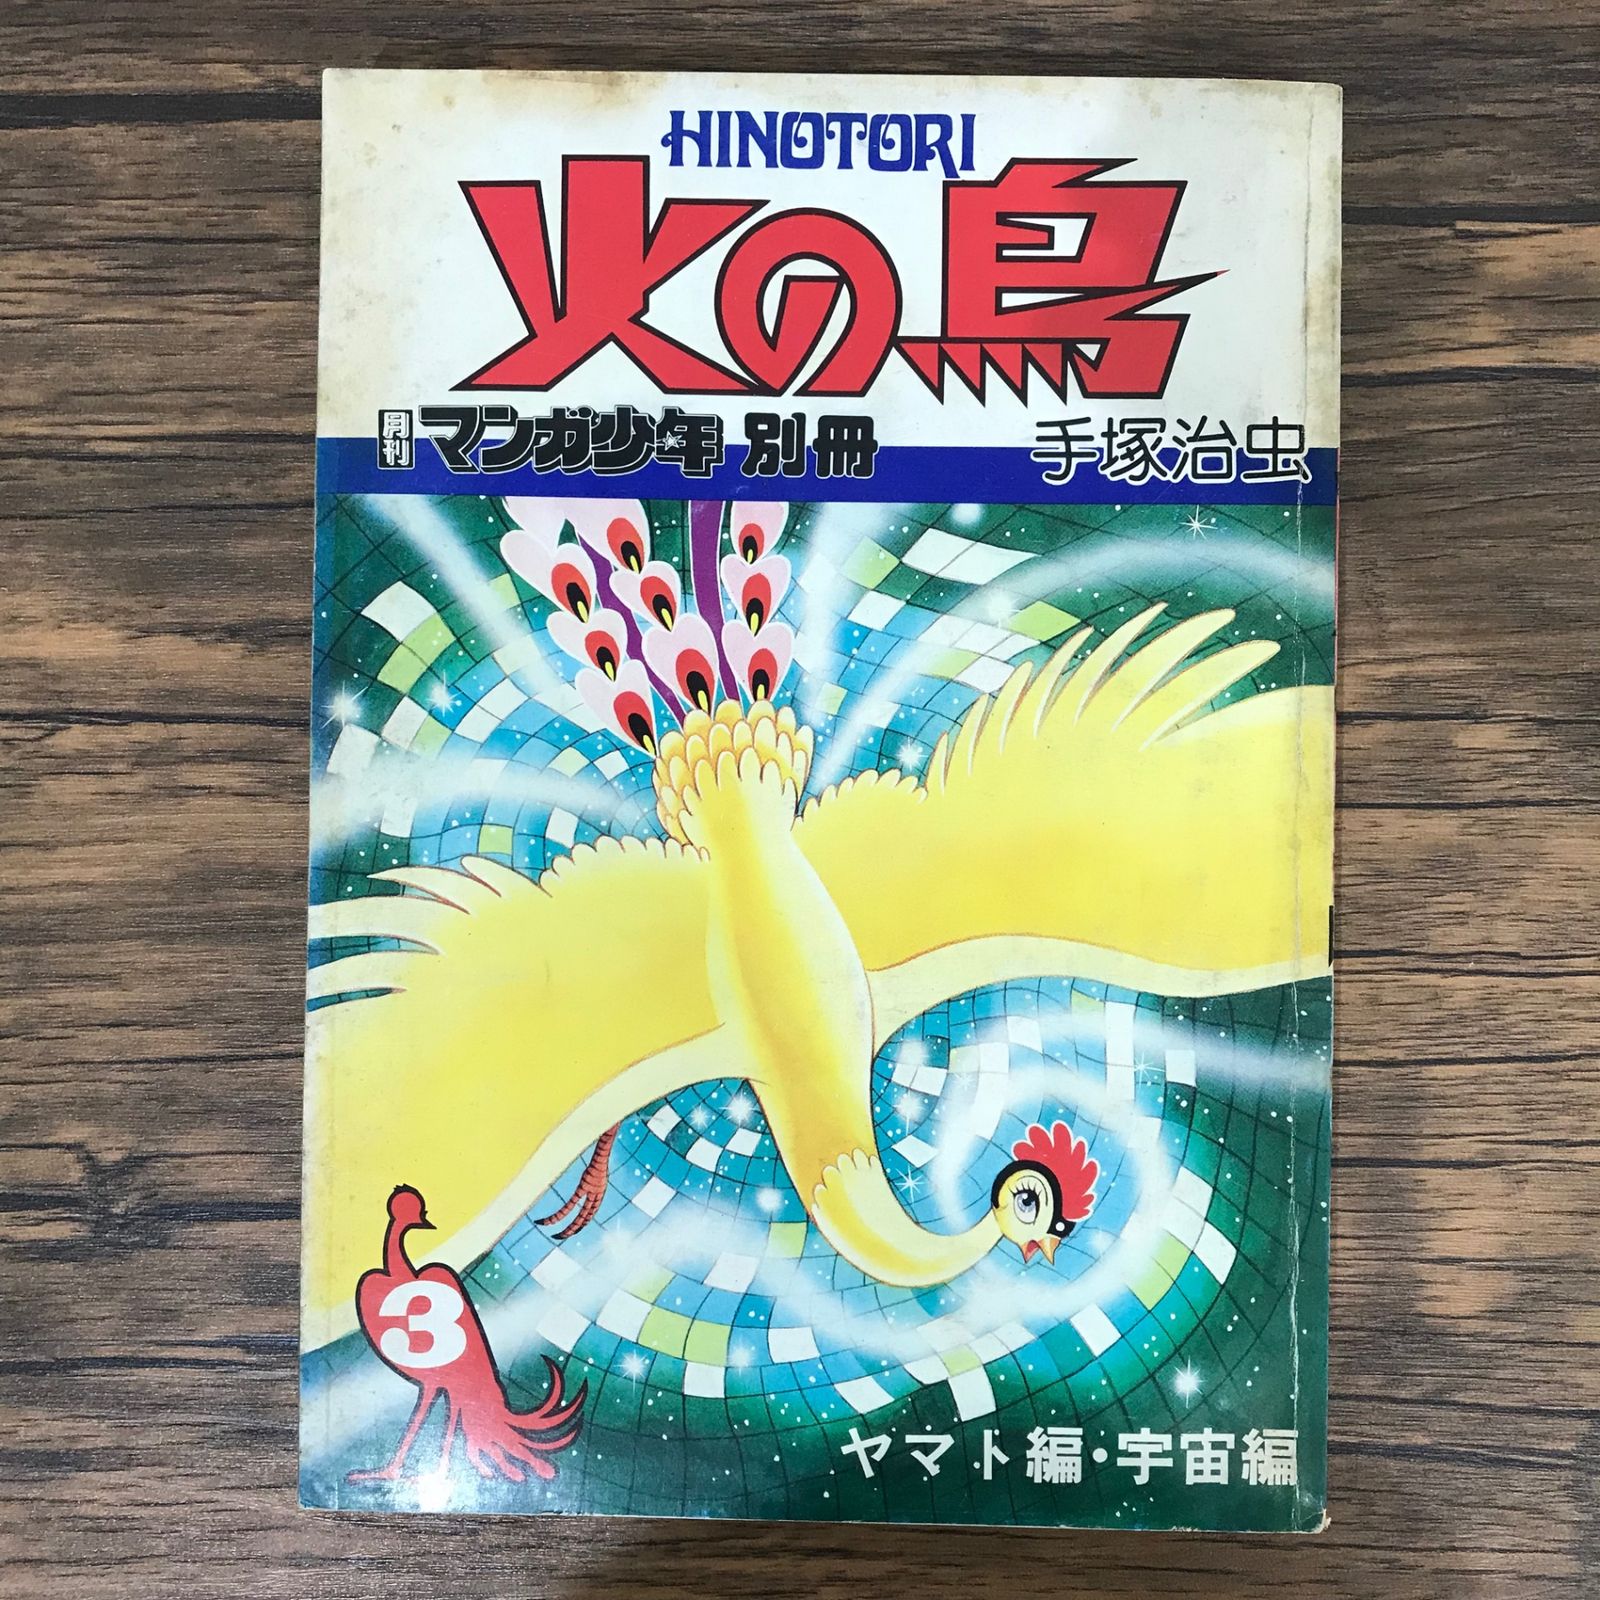 HINOTORI
火の鳥
月刊 マンガ少年 別冊
手塚治虫
3
ヤマト編・宇宙編